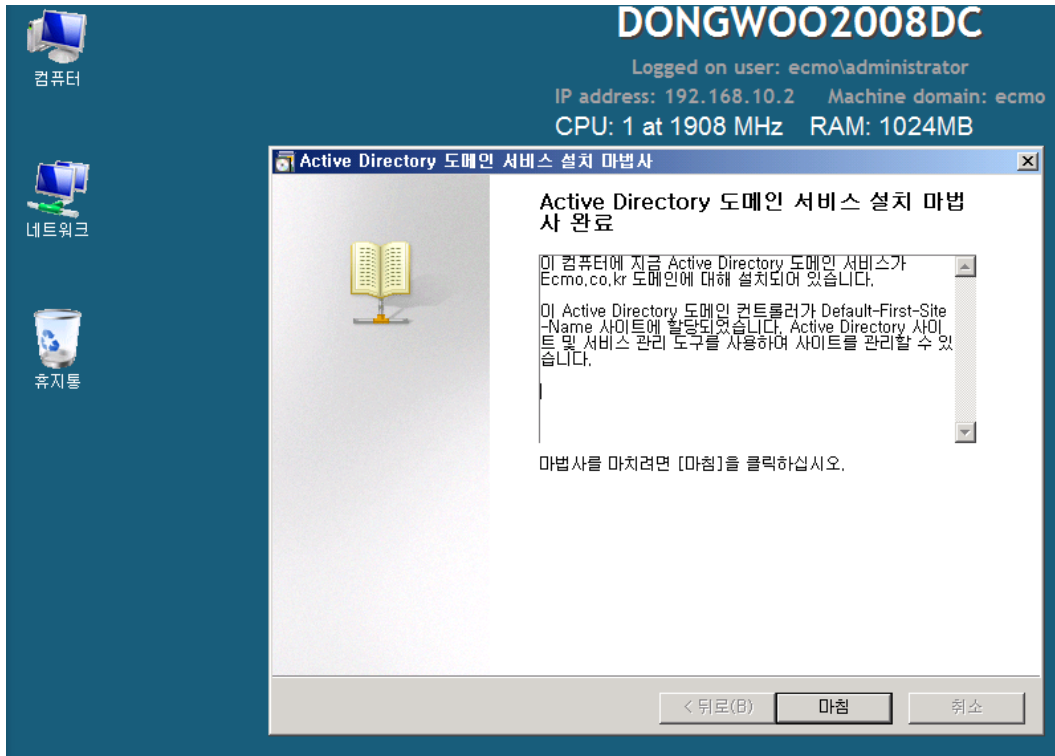 DONGWOO2008DC
컴퓨터
Logged on user: ecmo\administrator
IP address: 192.168.10.2 Machine domain: ecmo
CPU: 1 at 1908 MHz RAM: 1024MB
Active Directory 도메인 서비스 설치 마법사
Active Directory 도메인 서비스 설치 마법
사 완료
이 컴퓨터에 지금 Active Directory 도메인 서비스가
Ecmo.co.kr 도메인에 대해 설치되어 있습니다.
이 Active Directory 도메인 컨트롤러가 Default-First-Site
-Name 사이트에 할당되었습니다. Active Directory 사이
트 및 서비스 관리 도구를 사용하여 사이트를 관리할 수 있
습니다.
마법사를 마치려면 [마침]을 클릭하십시오.
네트워크
휴지통
< 뒤로(B)
마침
취소